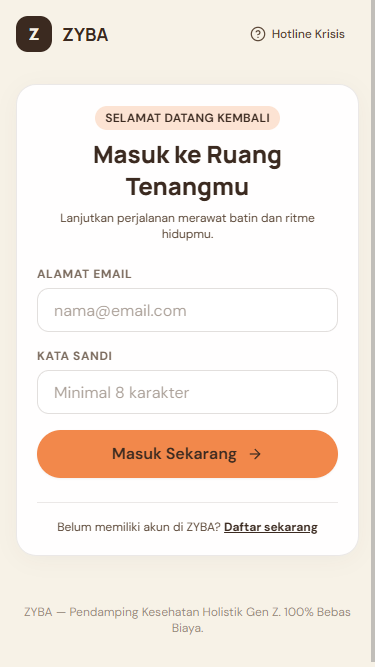 Z ZYBA
Hotline Krisis
SELAMAT DATANG KEMBALI
Masuk ke Ruang
Tenangmu
Lanjutkan perjalanan merawat batin dan ritme
hidupmu.
ALAMAT EMAIL
nama@email.com
KATA SANDI
Minimal 8 karakter
Masuk Sekarang →
Belum memiliki akun di ZYBA? Daftar sekarang
ZYBA — Pendamping Kesehatan Holistik Gen Z. 100% Bebas
Biaya.